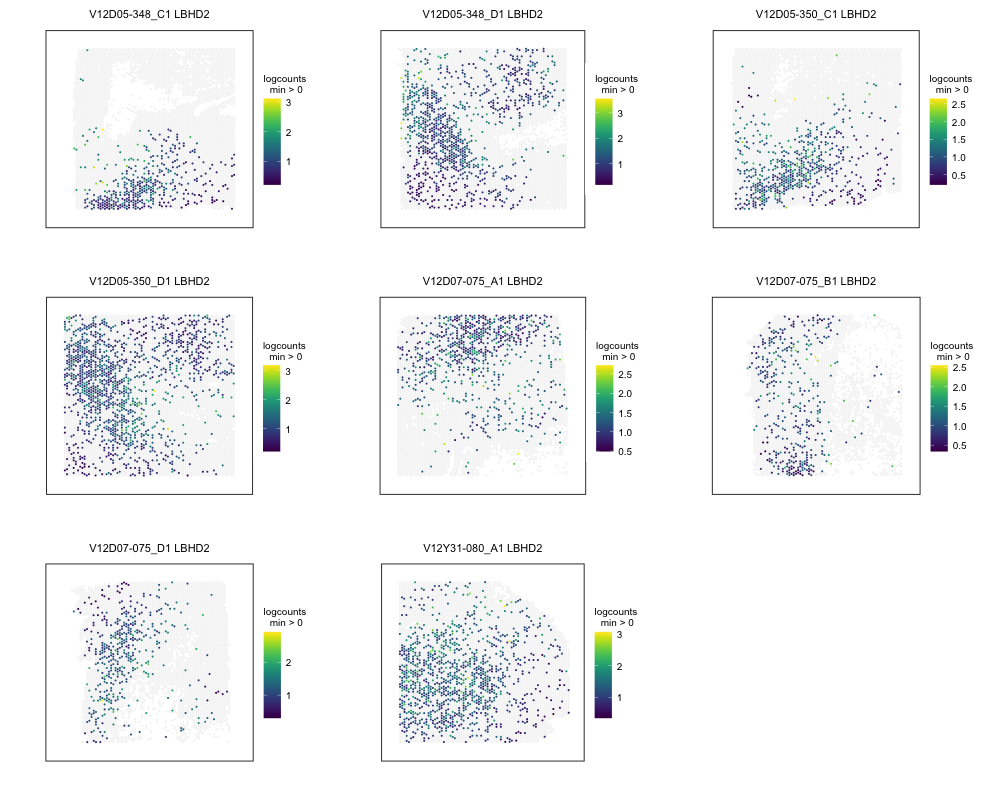 V12D05-348_C1 LBHD2
logcounts
min > 0
3
2
1
V12D05-348_D1 LBHD2
logcounts
min > 0
3
2
1
V12D05-350_C1 LBHD2
logcounts
min > 0
2.5
2.0
1.5
1.0
0.5
V12D05-350_D1 LBHD2
logcounts
min > 0
3
2
1
V12D07-075_A1 LBHD2
logcounts
min > 0
2.5
2.0
1.5
1.0
0.5
V12D07-075_B1 LBHD2
logcounts
min > 0
2.5
2.0
1.5
1.0
0.5
V12D07-075_D1 LBHD2
logcounts
min > 0
2
1
V12Y31-080_A1 LBHD2
logcounts
min > 0
3
2
1